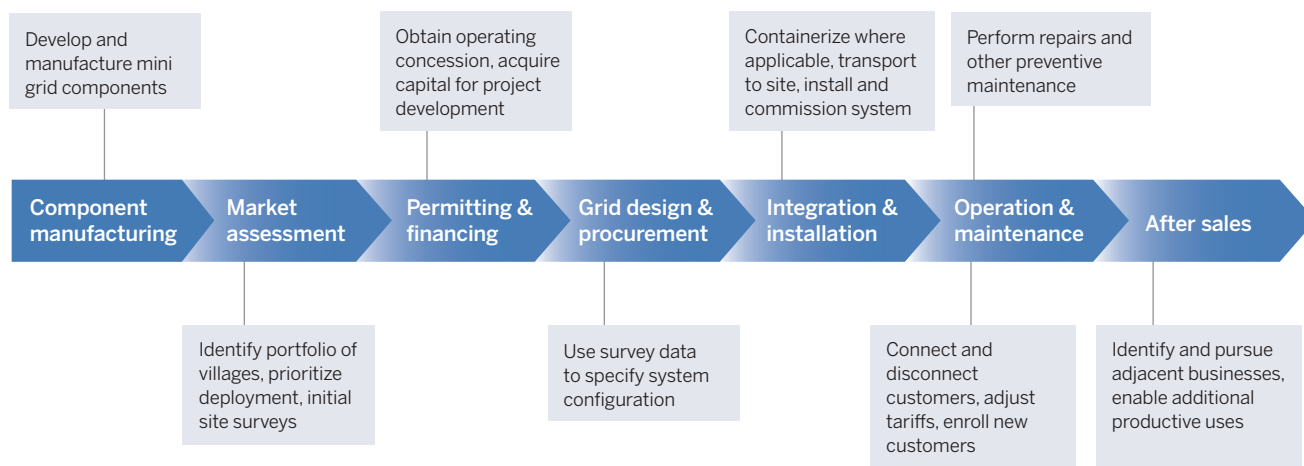 Develop and
manufacture mini
grid components
Obtain operating
concession, acquire
capital for project
development
Containerize where
applicable, transport
to site, install and
commission system
Perform repairs and
other preventive
maintenance
Component
manufacturing
Market
assessment
Permitting &
financing
Grid design &
procurement
Integration &
installation
Operation &
maintenance
After sales
Identify portfolio of
villages, prioritize
deployment, initial
site surveys
Use survey data
to specify system
configuration
Connect and
disconnect
customers, adjust
tariffs, enroll new
customers
Identify and pursue
adjacent businesses,
enable additional
productive uses